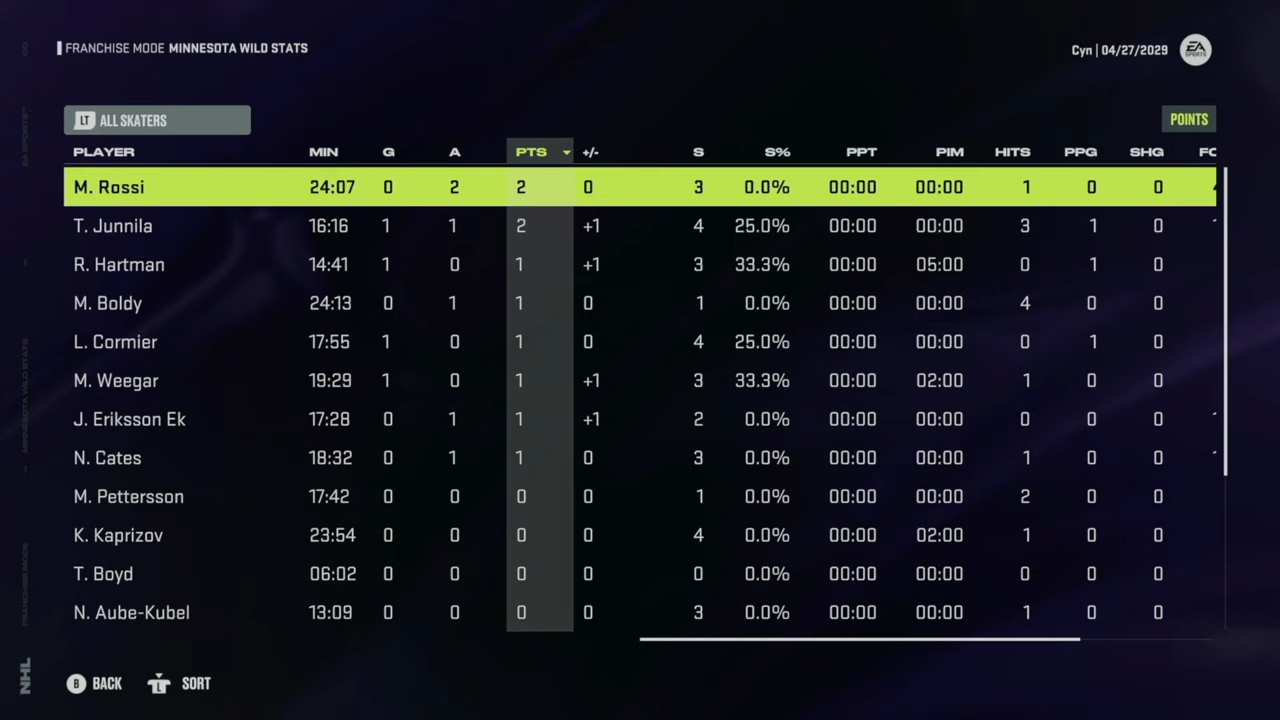 FRANCHISE MODE MINNESOTA WILD STATS
Cyn | 04/27/2029
EA SPORTS
LT ALL SKATERS
POINTS
PLAYER MIN G A PTS +/- S S% PPT PIM HITS PPG SHG
M. Rossi 24:07 0 2 2 0 3 0.0% 00:00 00:00 1 0 0
T. Junnila 16:16 1 1 2 +1 4 25.0% 00:00 00:00 3 1 0
R. Hartman 14:41 1 0 1 +1 3 33.3% 00:00 05:00 0 1 0
M. Boldy 24:13 0 1 1 0 1 0.0% 00:00 00:00 4 0 0
L. Cormier 17:55 1 0 1 0 4 25.0% 00:00 00:00 0 1 0
M. Weegar 19:29 1 0 1 +1 3 33.3% 00:00 02:00 1 0 0
J. Eriksson Ek 17:28 0 1 1 +1 2 0.0% 00:00 00:00 0 0 0
N. Cates 18:32 0 1 1 0 3 0.0% 00:00 00:00 1 0 0
M. Pettersson 17:42 0 0 0 0 1 0.0% 00:00 00:00 2 0 0
K. Kaprizov 23:54 0 0 0 0 4 0.0% 00:00 02:00 1 0 0
T. Boyd 06:02 0 0 0 0 0 0.0% 00:00 00:00 0 0 0
N. Aube-Kubel 13:09 0 0 0 0 3 0.0% 00:00 00:00 1 0 0
B BACK L SORT
NHL
FRANCHISE MODE
MINNESOTA WILD STATS